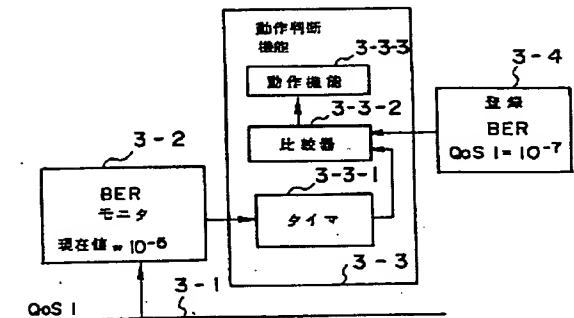 動作判断
機能
3-3-3
動作機能
3-3-2
比較器
3-3-1
タイマ
3-3
3-4
登録
BER
QoS 1=10-7
3-2
BER
モニタ
現在値=10-6
3-1
QoS 1